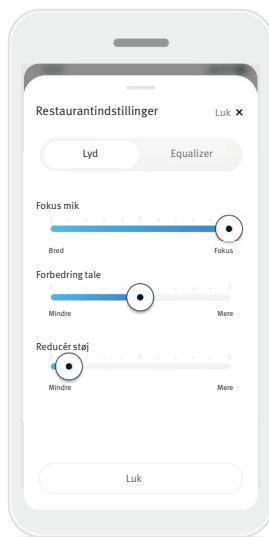 Restaurantindstillinger Luk ×
Lyd Equalizer
Fokus mik
Bred Fokus
Forbedring tale
Mindre Mere
Reducér støj
Mindre Mere
Luk